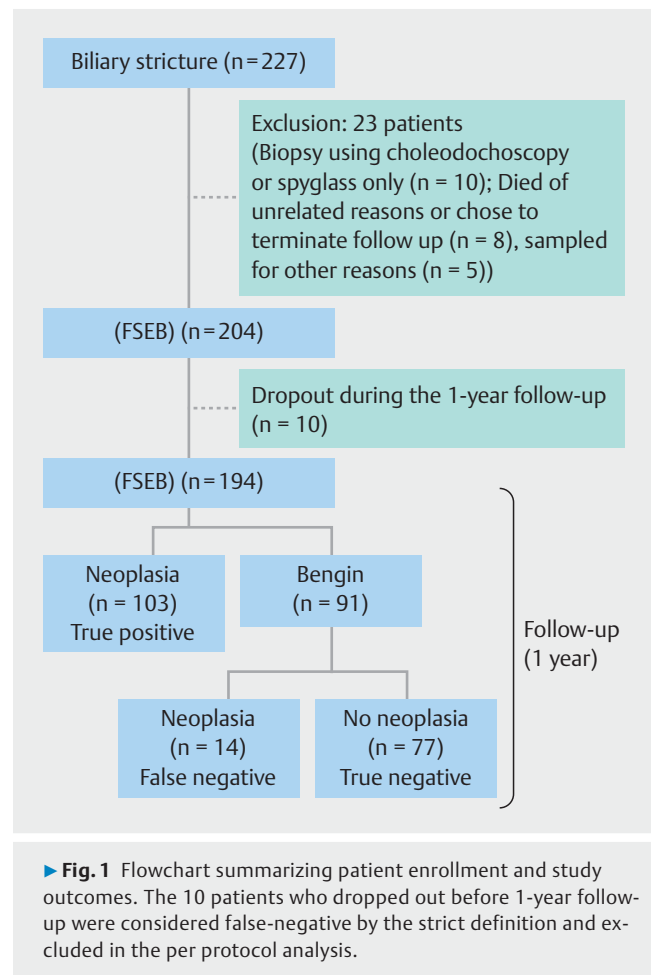 Biliary stricture (n=227)
Exclusion: 23 patients
(Biopsy using choleodochoscopy
or spyglass only (n = 10); Died of
unrelated reasons or chose to
terminate follow up (n = 8), sampled
for other reasons (n = 5))
(FSEB) (n=204)
Dropout during the 1-year follow-up
(n = 10)
(FSEB) (n=194)
Neoplasia
(n = 103)
True positive
Bengin
(n = 91)
Follow-up
(1 year)
Neoplasia
(n = 14)
False negative
No neoplasia
(n = 77)
True negative
▶ Fig. 1 Flowchart summarizing patient enrollment and study
outcomes. The 10 patients who dropped out before 1-year follow-
up were considered false-negative by the strict definition and ex-
cluded in the per protocol analysis.